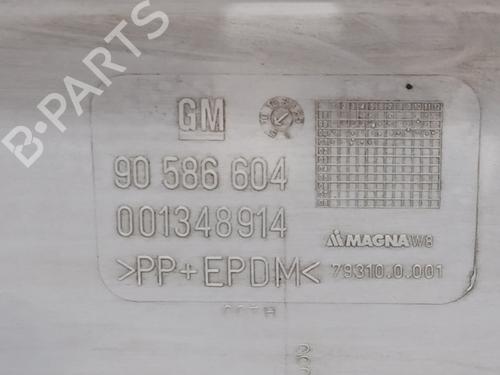 B-PARTS
GM
90 586 604
001348914
MAGNA W8
>PP+EPDM<
79310.0.001